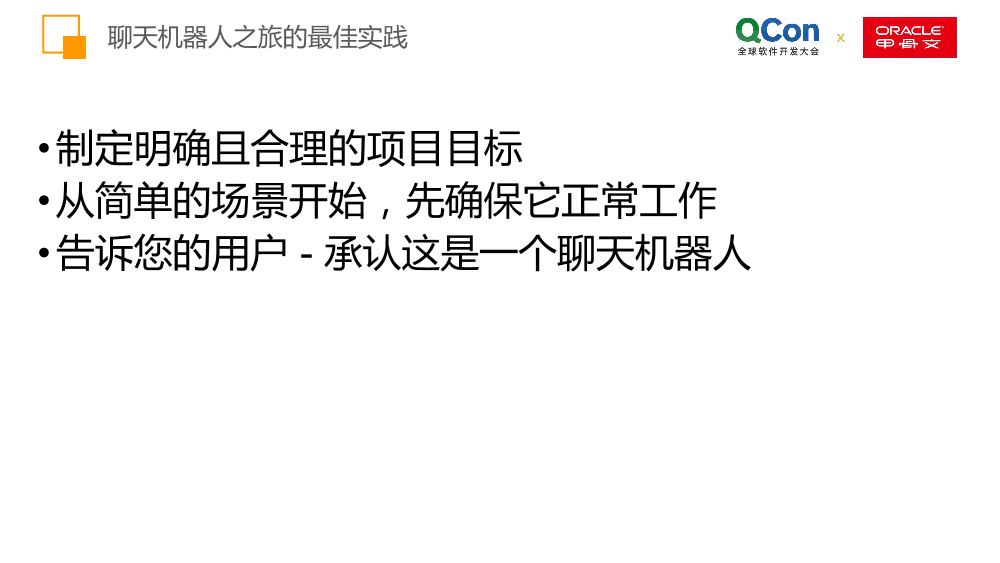 聊天机器人之旅的最佳实践
QCon
全球软件开发大会
x
ORACLE
甲骨文
•制定明确且合理的项目目标
•从简单的场景开始，先确保它正常工作
•告诉您的用户 - 承认这是一个聊天机器人